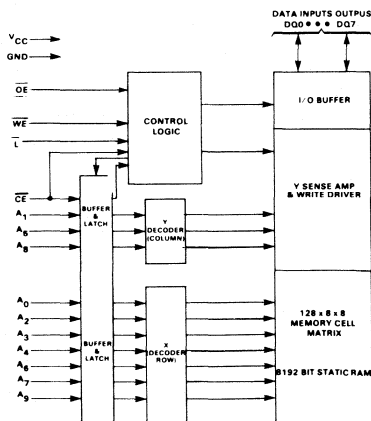 DATA INPUTS OUTPUS
DQ0 ● ● ● DQ7
VCC
GND
OE
WE
L
CONTROL
LOGIC
I/O BUFFER
CE
A1
A5
A8
BUFFER
&
LATCH
Y
DECODER
(COLUMN)
Y SENSE AMP
& WRITE DRIVER
A0
A2
A3
A4
A6
A7
A9
BUFFER
&
LATCH
X
(DECODER
ROW)
128 x 8 x 8
MEMORY CELL
MATRIX
8192 BIT STATIC RAM